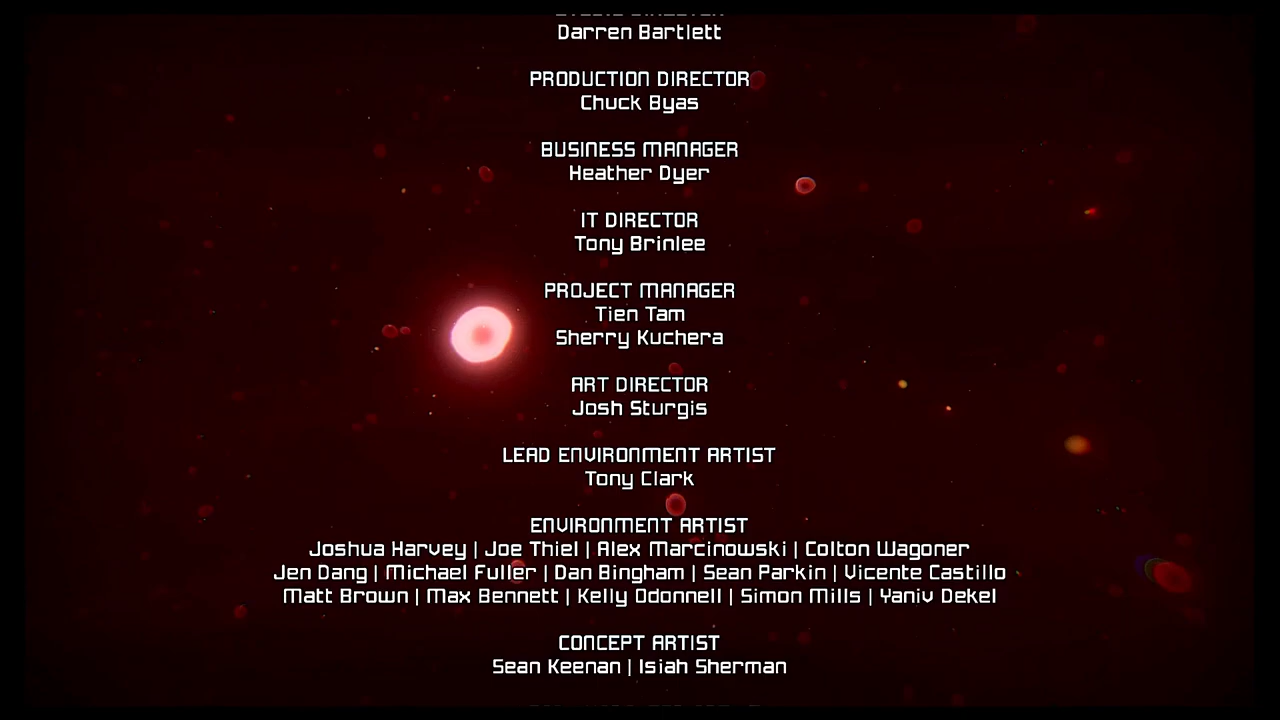 Darren Bartlett
PRODUCTION DIRECTOR
Chuck Byas
BUSINESS MANAGER
Heather Dyer
IT DIRECTOR
Tony Brinlee
PROJECT MANAGER
Tien Tam
Sherry Kuchera
ART DIRECTOR
Josh Sturgis
LEAD ENVIRONMENT ARTIST
Tony Clark
ENVIRONMENT ARTIST
Joshua Harvey | Joe Thiel | Alex Marcinowski | Colton Wagoner
Jen Dang | Michael Fuller | Dan Bingham | Sean Parkin | Vicente Castillo
Matt Brown | Max Bennett | Kelly Odonnell | Simon Mills | Yaniv Dekel
CONCEPT ARTIST
Sean Keenan | Isiah Sherman